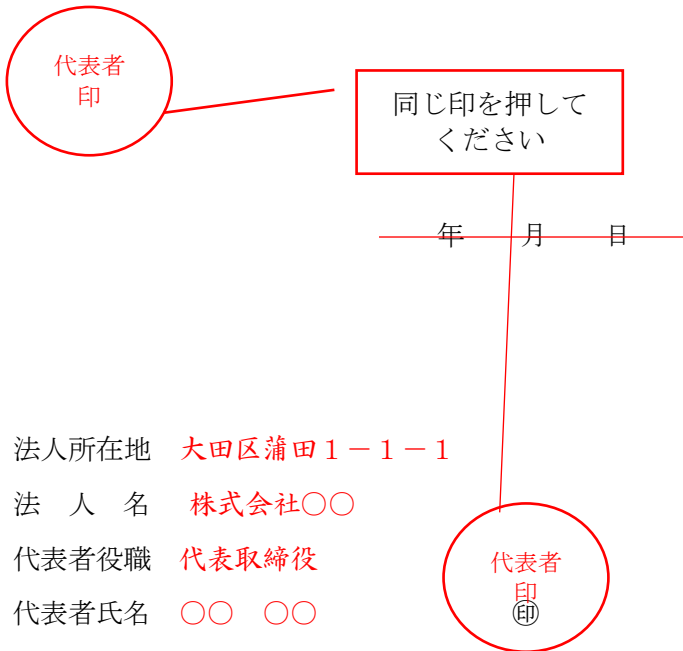 代表者
印
同じ印を押して
ください
年　　月　　日
法人所在地　大田区蒲田１－１－１
法　人　名　株式会社○○
代表者役職　代表取締役
代表者氏名　○○　○○
代表者
印
㊞